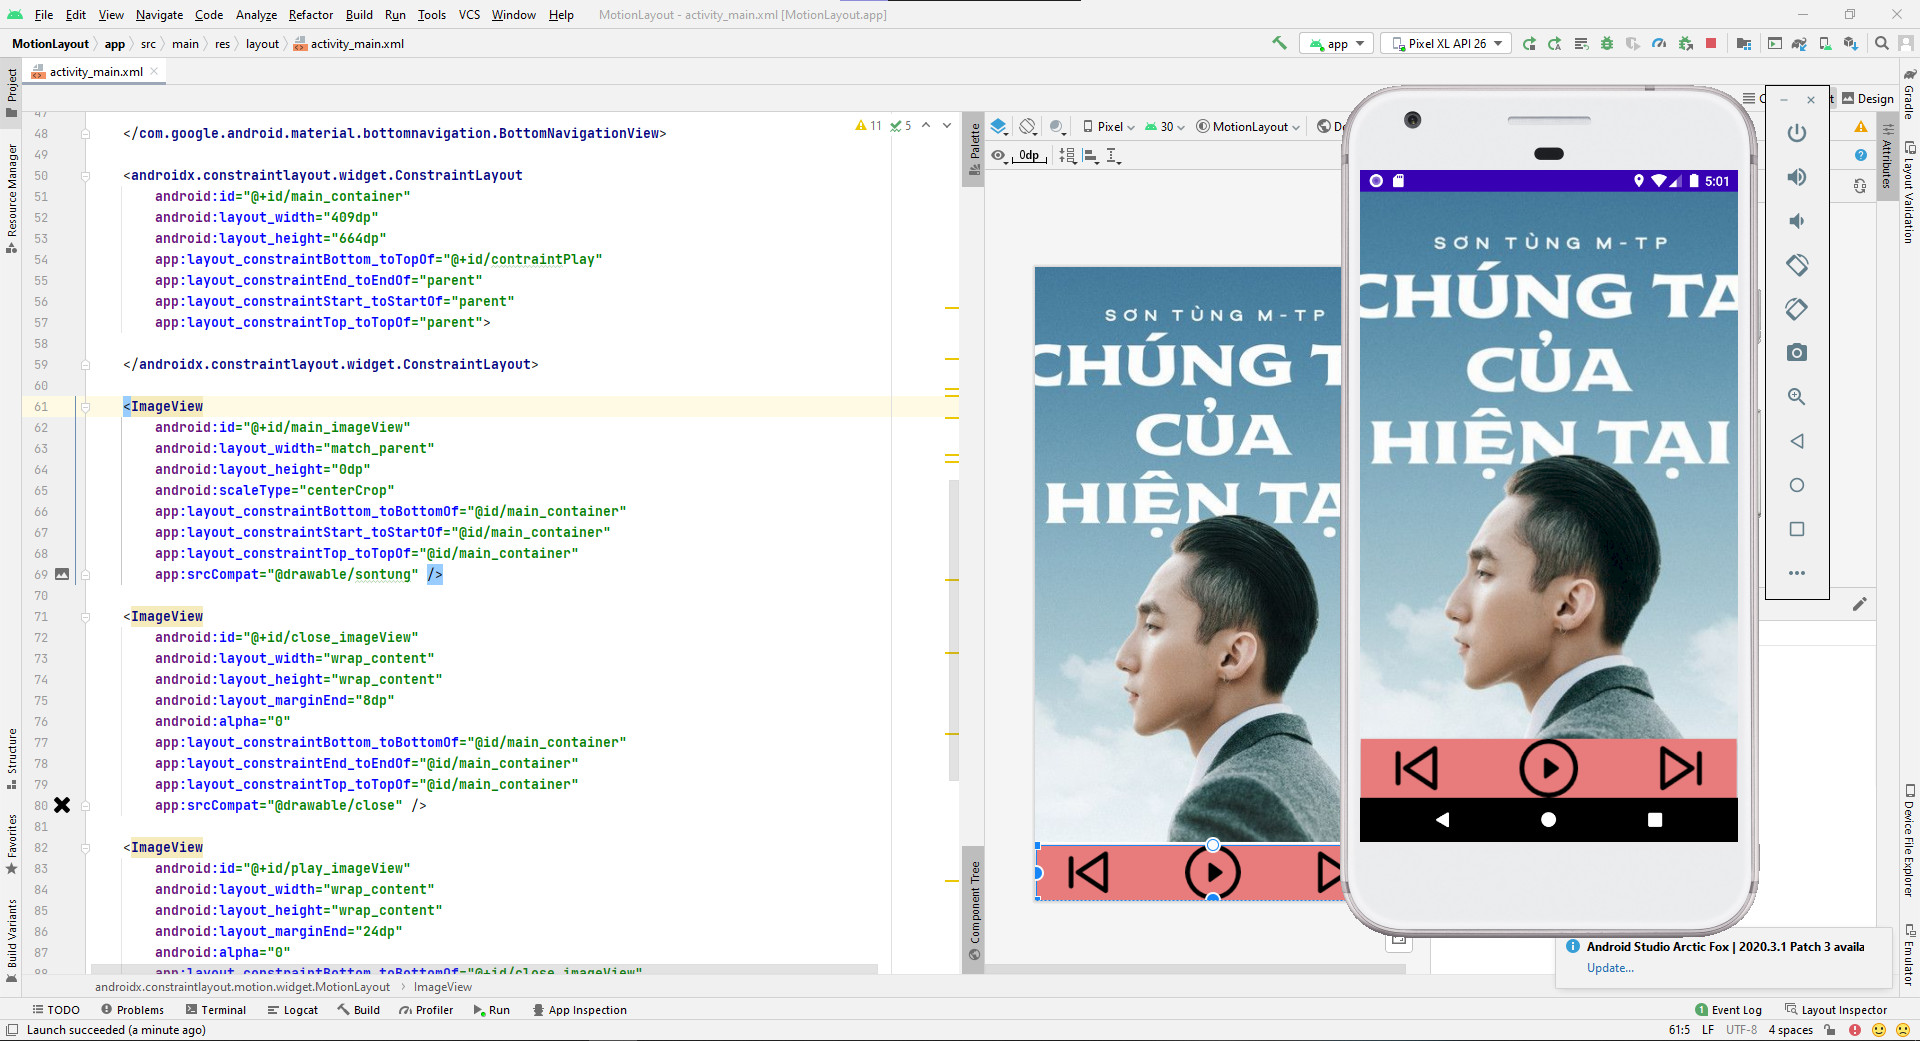 File Edit View Navigate Code Analyze Refactor Build Run Tools VCS Window Help MotionLayout - activity_main.xml [MotionLayout.app]
MotionLayout app src main res layout activity_main.xml
app Pixel XL API 26
activity_main.xml
Design
48 </com.google.android.material.bottomnavigation.BottomNavigationView>
11 5
49
50 <androidx.constraintlayout.widget.ConstraintLayout
51 android:id="@+id/main_container"
52 android:layout_width="409dp"
53 android:layout_height="664dp"
54 app:layout_constraintBottom_toTopOf="@+id/contraintPlay"
55 app:layout_constraintEnd_toEndOf="parent"
56 app:layout_constraintStart_toStartOf="parent"
57 app:layout_constraintTop_toTopOf="parent">
58
59 </androidx.constraintlayout.widget.ConstraintLayout>
60
61 <ImageView
62 android:id="@+id/main_imageView"
63 android:layout_width="match_parent"
64 android:layout_height="0dp"
65 android:scaleType="centerCrop"
66 app:layout_constraintBottom_toBottomOf="@id/main_container"
67 app:layout_constraintStart_toStartOf="@id/main_container"
68 app:layout_constraintTop_toTopOf="@id/main_container"
69 app:srcCompat="@drawable/sontung" />
70
71 <ImageView
72 android:id="@+id/close_imageView"
73 android:layout_width="wrap_content"
74 android:layout_height="wrap_content"
75 android:layout_marginEnd="8dp"
76 android:alpha="0"
77 app:layout_constraintBottom_toBottomOf="@id/main_container"
78 app:layout_constraintEnd_toEndOf="@id/main_container"
79 app:layout_constraintTop_toTopOf="@id/main_container"
80 app:srcCompat="@drawable/close" />
81
82 <ImageView
83 android:id="@+id/play_imageView"
84 android:layout_width="wrap_content"
85 android:layout_height="wrap_content"
86 android:layout_marginEnd="24dp"
87 android:alpha="0"
88 app:layout_constraintBottom_toBottomOf="@+id/close_imageView"
Project
Resource Manager
Structure
Favorites
Build Variants
Palette
Component Tree
Pixel 30 MotionLayout De
0dp
SƠN TÙNG M-TP
CHÚNG T
CỦA
HIỆN TẠ
5:01
SƠN TÙNG M-TP
CHÚNG TA
CỦA
HIỆN TẠI
Attributes
Gradle
Layout Validation
Device File Explorer
Emulator
Android Studio Arctic Fox | 2020.3.1 Patch 3 availa
Update...
androidx.constraintlayout.motion.widget.MotionLayout ImageView
TODO Problems Terminal Logcat Build Profiler Run App Inspection 1 Event Log Layout Inspector
Launch succeeded (a minute ago) 61:5 LF UTF-8 4 spaces